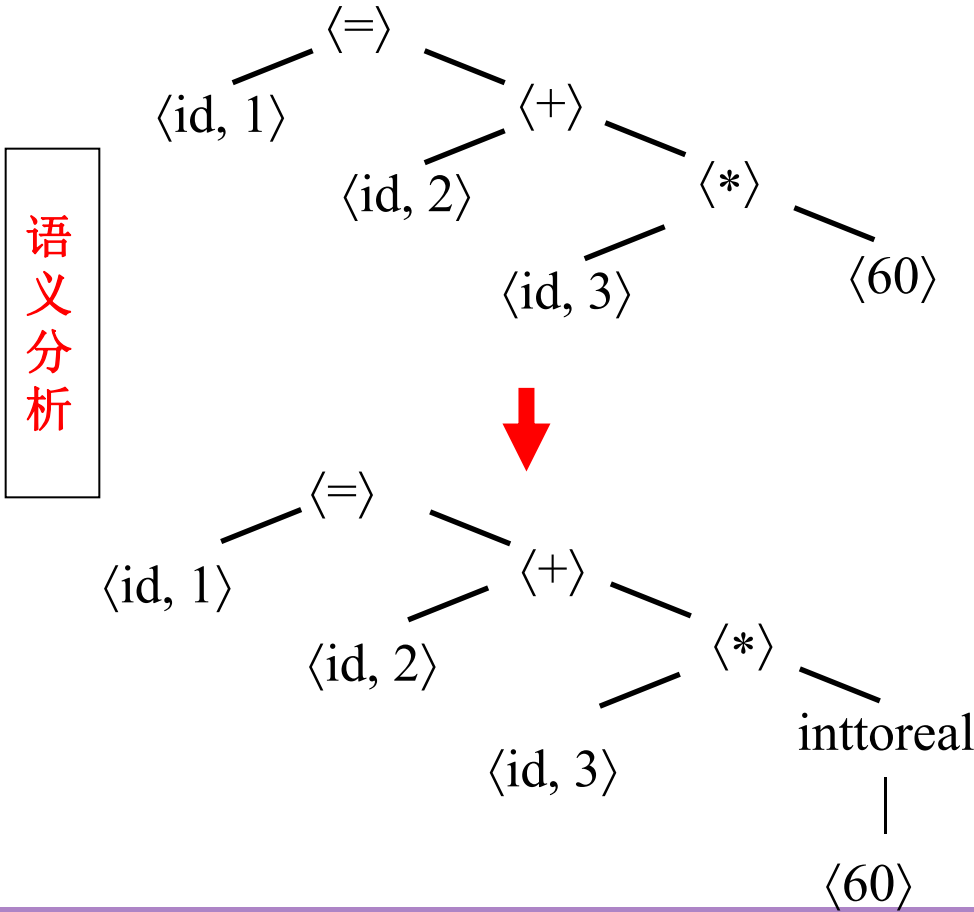 ⟨=⟩
⟨id, 1⟩
⟨+⟩
⟨id, 2⟩
⟨*⟩
⟨id, 3⟩
⟨60⟩
语
义
分
析
⟨=⟩
⟨id, 1⟩
⟨+⟩
⟨id, 2⟩
⟨*⟩
⟨id, 3⟩
inttoreal
⟨60⟩